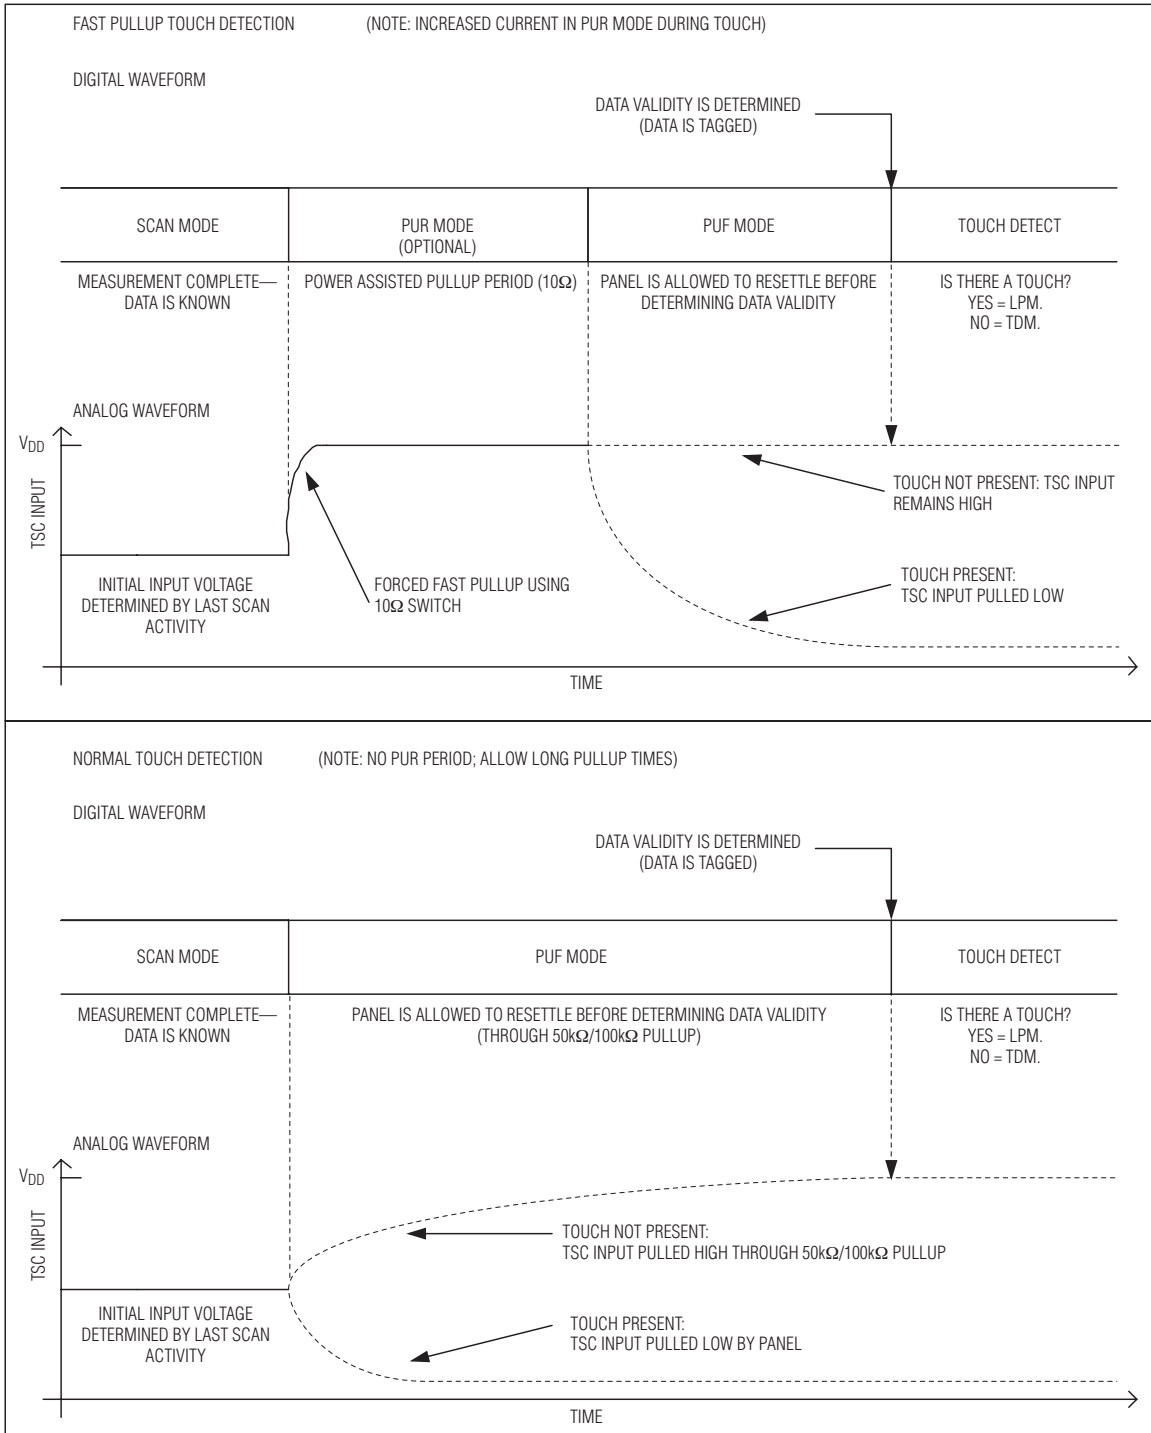 FAST PULLUP TOUCH DETECTION (NOTE: INCREASED CURRENT IN PUR MODE DURING TOUCH)
DIGITAL WAVEFORM
DATA VALIDITY IS DETERMINED
(DATA IS TAGGED)
SCAN MODE
PUR MODE
(OPTIONAL)
PUF MODE
TOUCH DETECT
MEASUREMENT COMPLETE—
DATA IS KNOWN
POWER ASSISTED PULLUP PERIOD (10Ω)
PANEL IS ALLOWED TO RESETTLE BEFORE
DETERMINING DATA VALIDITY
IS THERE A TOUCH?
YES = LPM.
NO = TDM.
ANALOG WAVEFORM
VDD
TSC INPUT
TOUCH NOT PRESENT: TSC INPUT
REMAINS HIGH
INITIAL INPUT VOLTAGE
DETERMINED BY LAST SCAN
ACTIVITY
FORCED FAST PULLUP USING
10Ω SWITCH
TOUCH PRESENT:
TSC INPUT PULLED LOW
TIME
NORMAL TOUCH DETECTION (NOTE: NO PUR PERIOD; ALLOW LONG PULLUP TIMES)
DIGITAL WAVEFORM
DATA VALIDITY IS DETERMINED
(DATA IS TAGGED)
SCAN MODE
PUF MODE
TOUCH DETECT
MEASUREMENT COMPLETE—
DATA IS KNOWN
PANEL IS ALLOWED TO RESETTLE BEFORE DETERMINING DATA VALIDITY
(THROUGH 50kΩ/100kΩ PULLUP)
IS THERE A TOUCH?
YES = LPM.
NO = TDM.
ANALOG WAVEFORM
VDD
TSC INPUT
TOUCH NOT PRESENT:
TSC INPUT PULLED HIGH THROUGH 50kΩ/100kΩ PULLUP
INITIAL INPUT VOLTAGE
DETERMINED BY LAST SCAN
ACTIVITY
TOUCH PRESENT:
TSC INPUT PULLED LOW BY PANEL
TIME